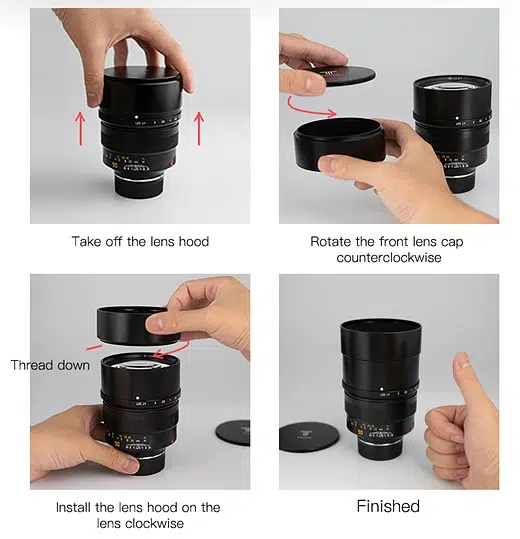 Take off the lens hood
Rotate the front lens cap
counterclockwise
Thread down
Install the lens hood on the
lens clockwise
Finished